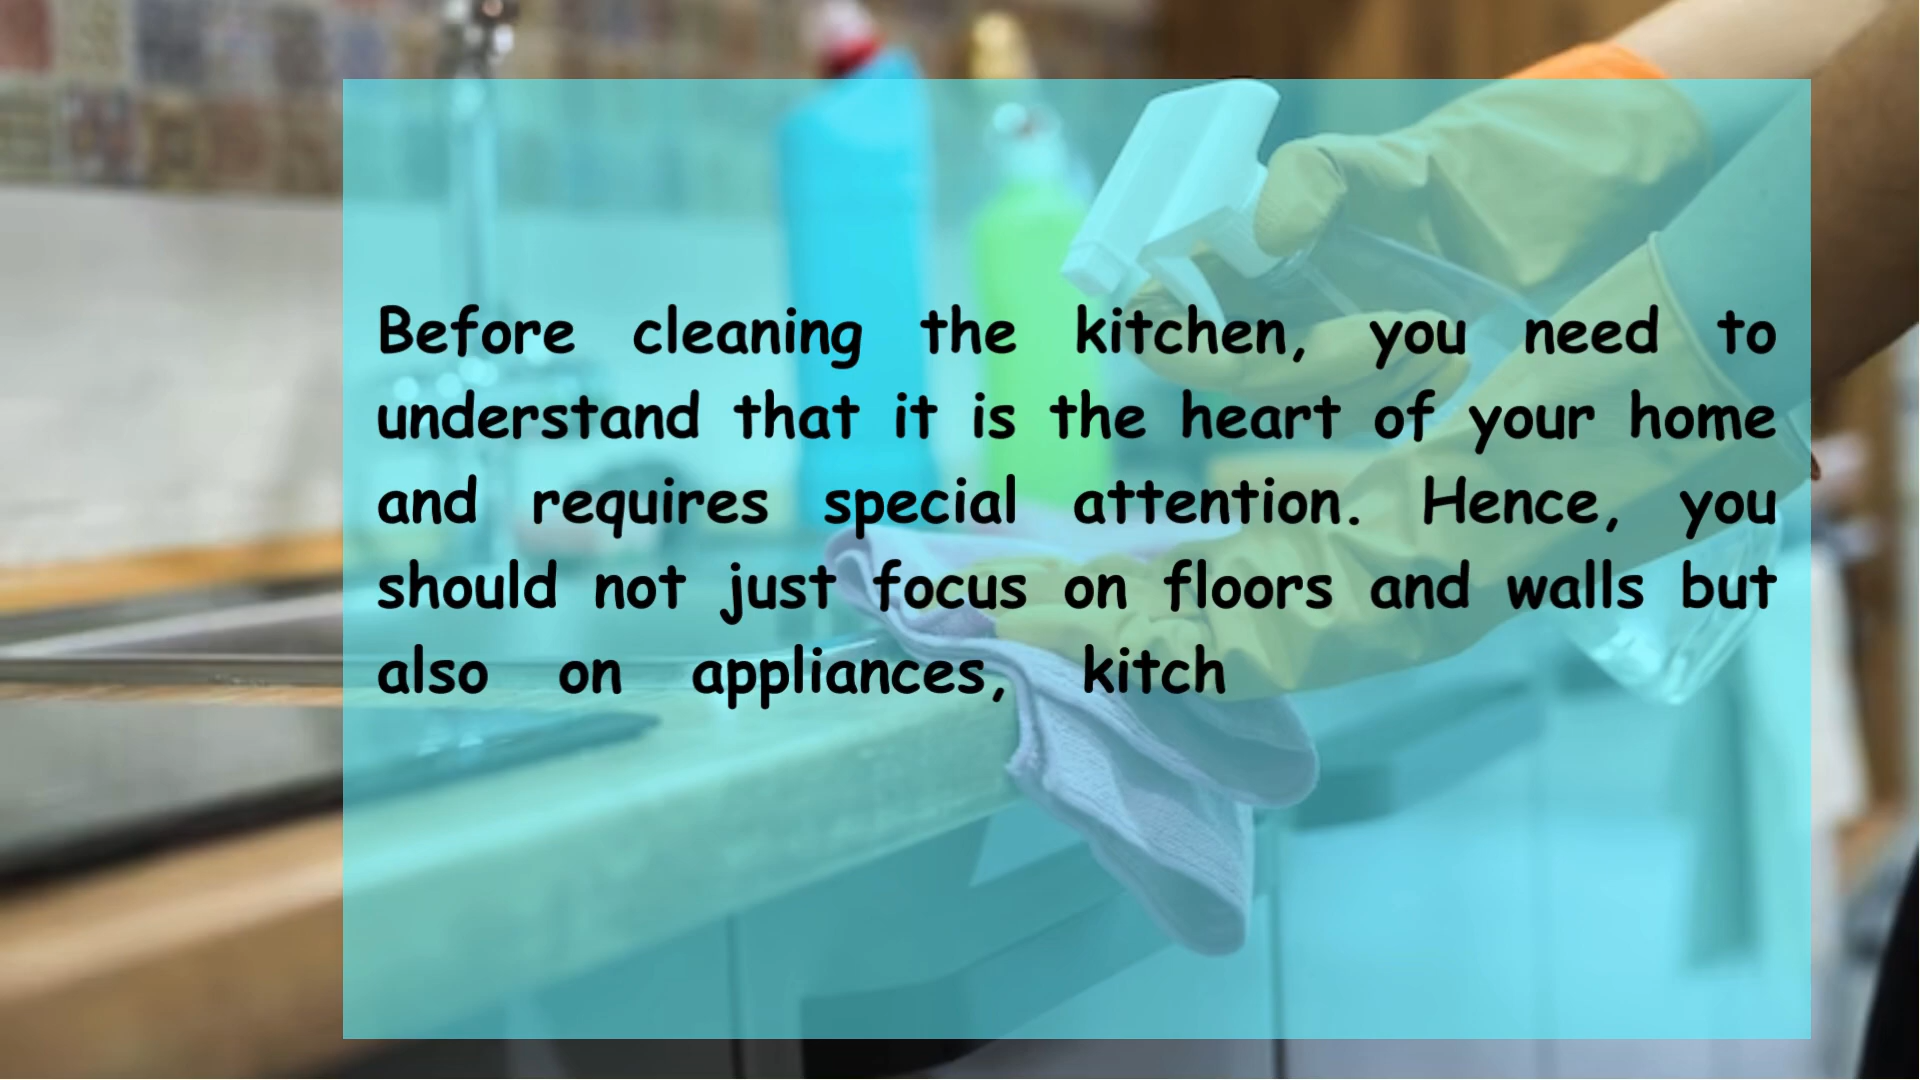 Before cleaning the kitchen, you need to
understand that it is the heart of your home
and requires special attention. Hence, you
should not just focus on floors and walls but
also on appliances, kitch